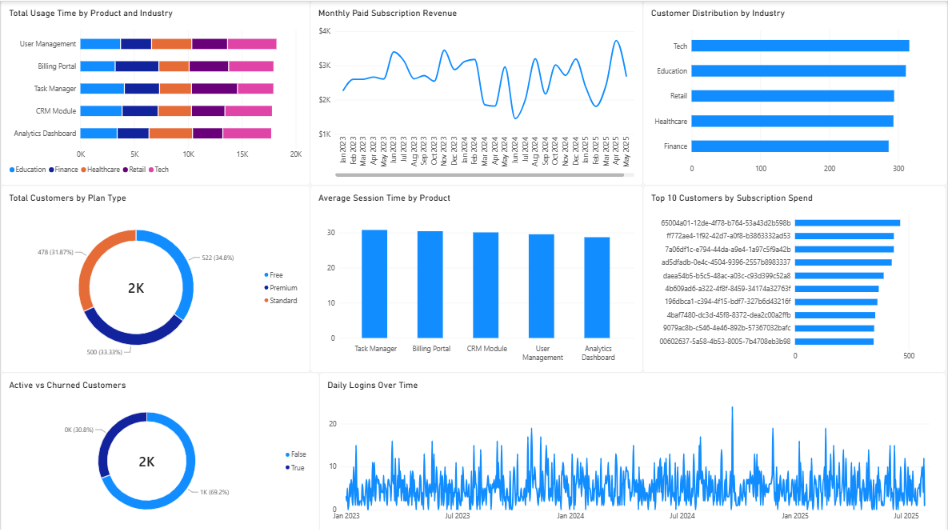 Total Usage Time by Product and Industry
User Management
Billing Portal
Task Manager
CRM Module
Analytics Dashboard
0K 5K 10K 15K 20K
Education Finance Healthcare Retail Tech
Monthly Paid Subscription Revenue
$4K
$3K
$2K
$1K
Jan 2023 Feb 2023 Mar 2023 Apr 2023 May 2023 Jun 2023 Jul 2023 Aug 2023 Sep 2023 Oct 2023 Nov 2023 Dec 2023 Jan 2024 Feb 2024 Mar 2024 Apr 2024 May 2024 Jun 2024 Jul 2024 Aug 2024 Sep 2024 Oct 2024 Nov 2024 Dec 2024 Jan 2025 Feb 2025 Mar 2025 Apr 2025 May 2025
Customer Distribution by Industry
Tech
Education
Retail
Healthcare
Finance
0 100 200 300
Total Customers by Plan Type
478 (31.87%)
522 (34.8%)
2K
500 (33.33%)
Free
Premium
Standard
Average Session Time by Product
30
20
10
0
Task Manager Billing Portal CRM Module User Management Analytics Dashboard
Top 10 Customers by Subscription Spend
65004a01-12de-4f78-b764-53a43d2b598b
ff772ae4-1f92-42d7-a0f8-b3863332ad53
7a06df1c-e794-44da-a9e4-1a97c5f9a42b
ad5dfadb-0e4c-4504-9396-2557b8983337
daea54b5-b5c5-48ac-a03c-c93d399c52a8
4b609ad6-a322-4f8f-8459-34174a32763f
196dbca1-c394-4f15-bdf7-327b6d43216f
4baf7480-dc3d-45f8-8372-dea2c00a2ffb
9079ac8b-c546-4e46-892b-57367032bafc
00602637-5a58-4b53-8005-7b4708eb3b98
0 500
Active vs Churned Customers
0K (30.8%)
2K
1K (69.2%)
False
True
Daily Logins Over Time
20
10
0
Jan 2023 Jul 2023 Jan 2024 Jul 2024 Jan 2025 Jul 2025